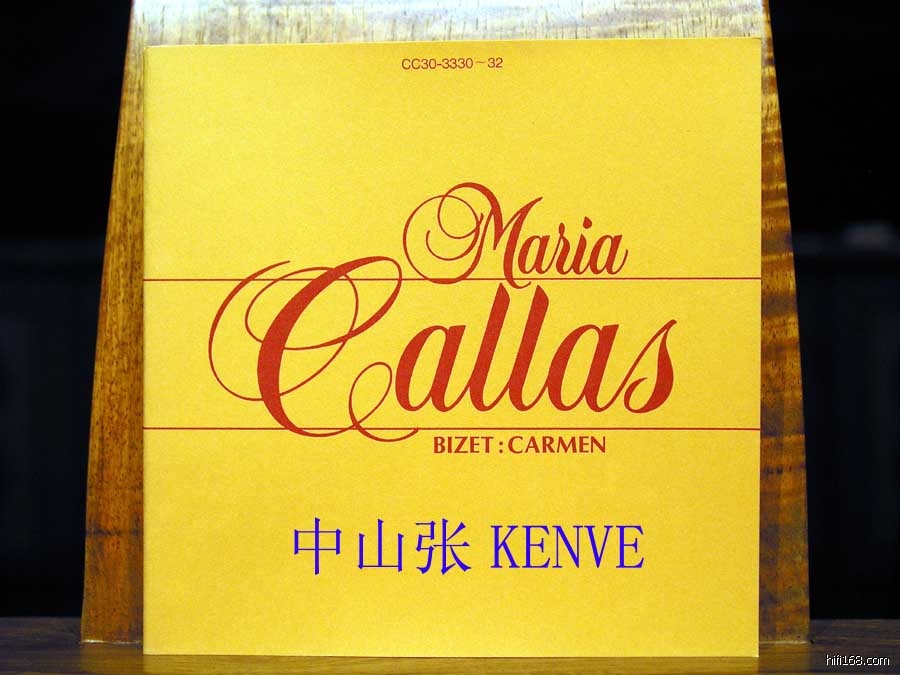 CC30-3330~32
Maria
Callas
BIZET : CARMEN
中山张 KENVE
hifi168.com